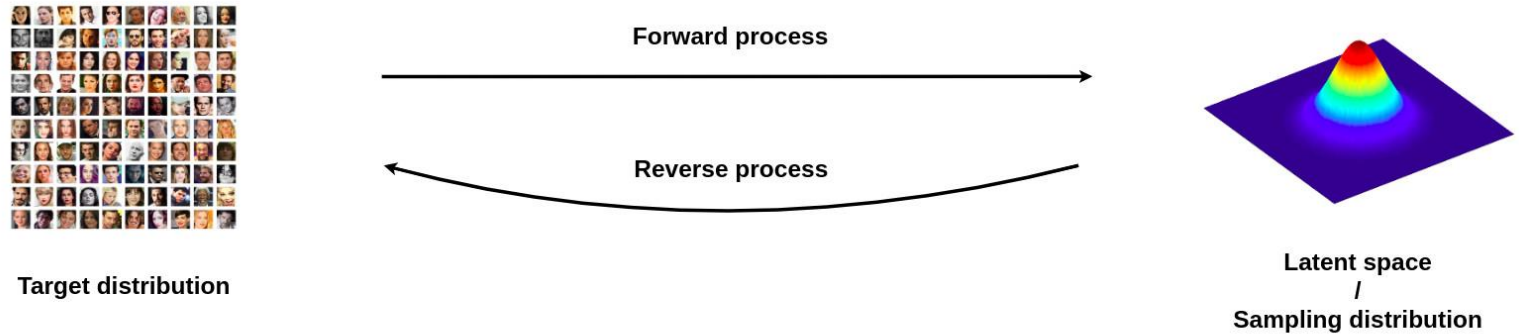 Forward process
Reverse process
Target distribution
Latent space
/
Sampling distribution